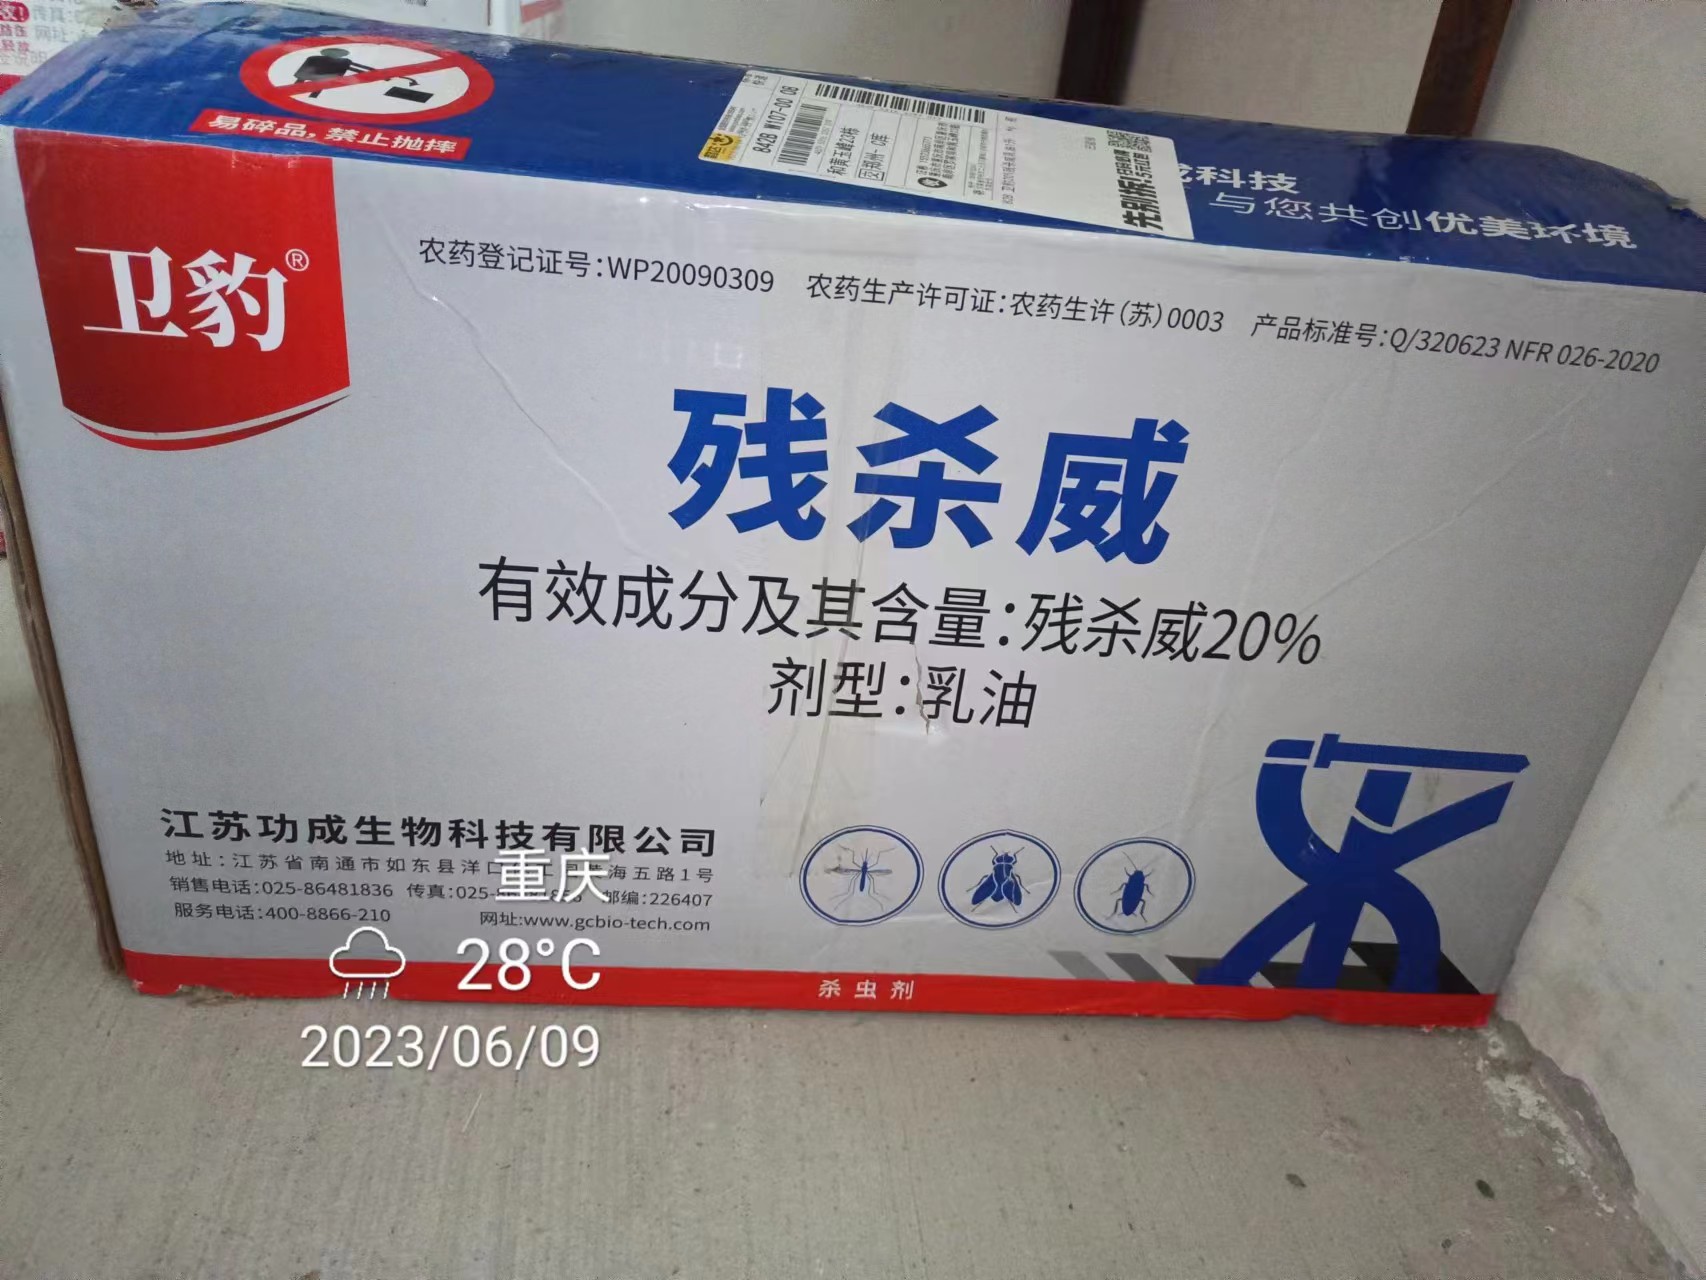 易碎品，禁止抛摔
8428 W107-00 08
科技
与您共创优美环境
卫豹®
农药登记证号：WP20090309 农药生产许可证：农药生许（苏）0003 产品标准号：Q/320623 NFR 026-2020
残杀威
有效成分及其含量：残杀威20%
剂型：乳油
江苏功成生物科技有限公司
地址：江苏省南通市如东县洋口 海五路1号
销售电话：025-86481836 传真：025- 邮编：226407
服务电话：400-8866-210 网址:www.gcbio-tech.com
杀虫剂
重庆
28°C
2023/06/09